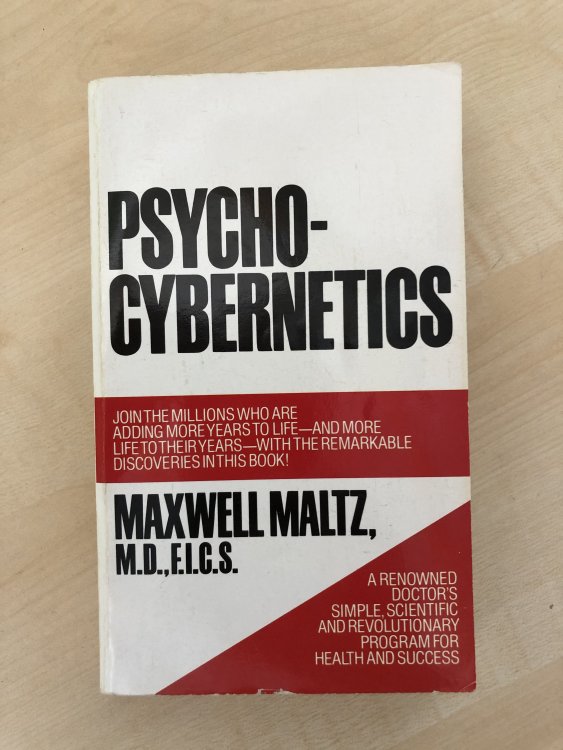 PSYCHO-
CYBERNETICS
JOIN THE MILLIONS WHO ARE
ADDING MORE YEARS TO LIFE—AND MORE
LIFE TO THEIR YEARS—WITH THE REMARKABLE
DISCOVERIES IN THIS BOOK!
MAXWELL MALTZ,
M.D., F.I.C.S.
A RENOWNED
DOCTOR'S
SIMPLE, SCIENTIFIC
AND REVOLUTIONARY
PROGRAM FOR
HEALTH AND SUCCESS